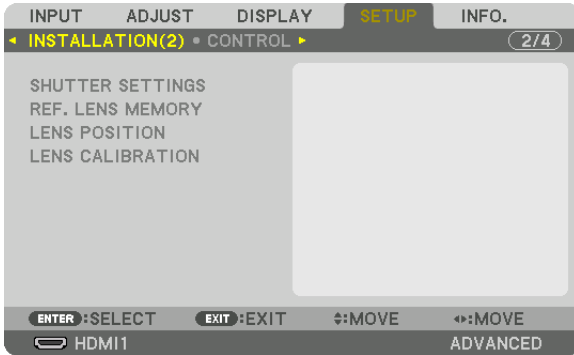 INPUT ADJUST DISPLAY SETUP INFO.
INSTALLATION(2) • CONTROL 2/4
SHUTTER SETTINGS
REF. LENS MEMORY
LENS POSITION
LENS CALIBRATION
ENTER :SELECT EXIT :EXIT :MOVE :MOVE
HDMI1 ADVANCED